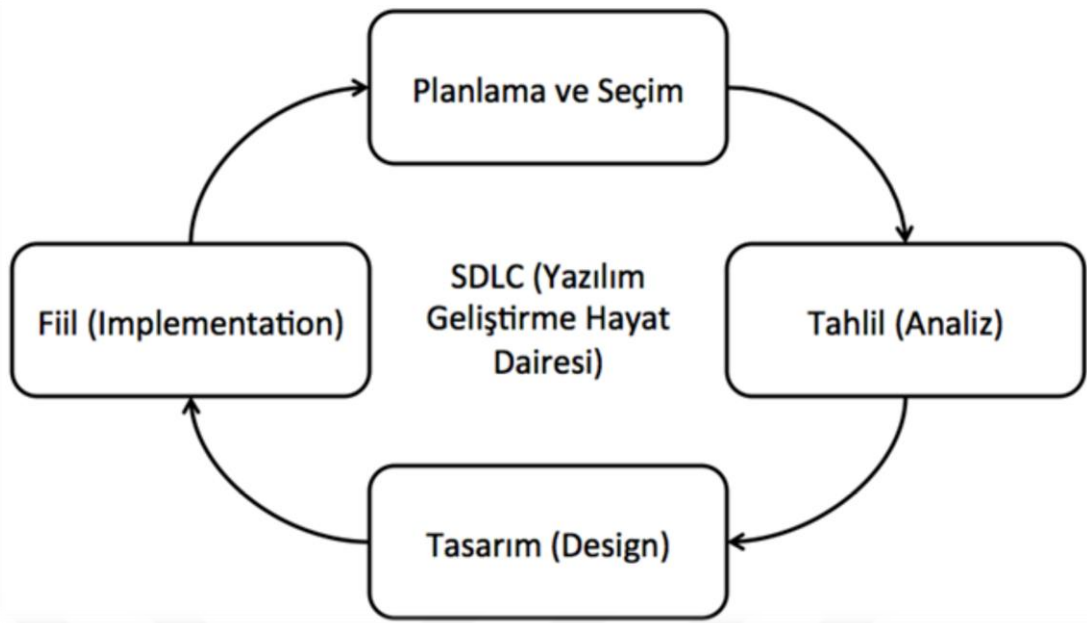 Planlama ve Seçim
SDLC (Yazılım
Geliştirme Hayat
Dairesi)
Fiil (Implementation)
Tahlil (Analiz)
Tasarım (Design)